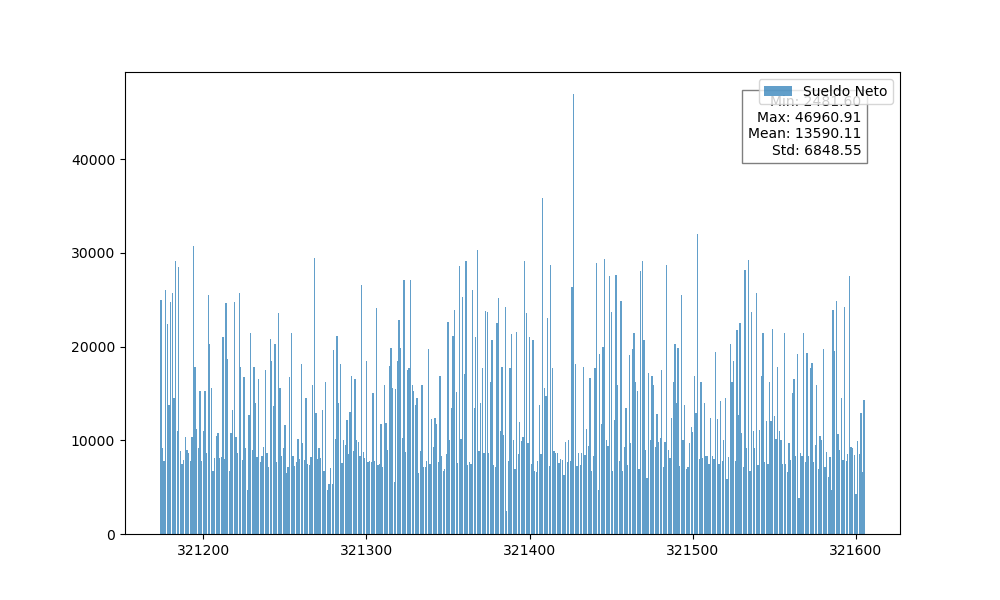 Sueldo Neto
Min: 2481.60
Max: 46960.91
Mean: 13590.11
Std: 6848.55
40000
30000
20000
10000
0
321200
321300
321400
321500
321600